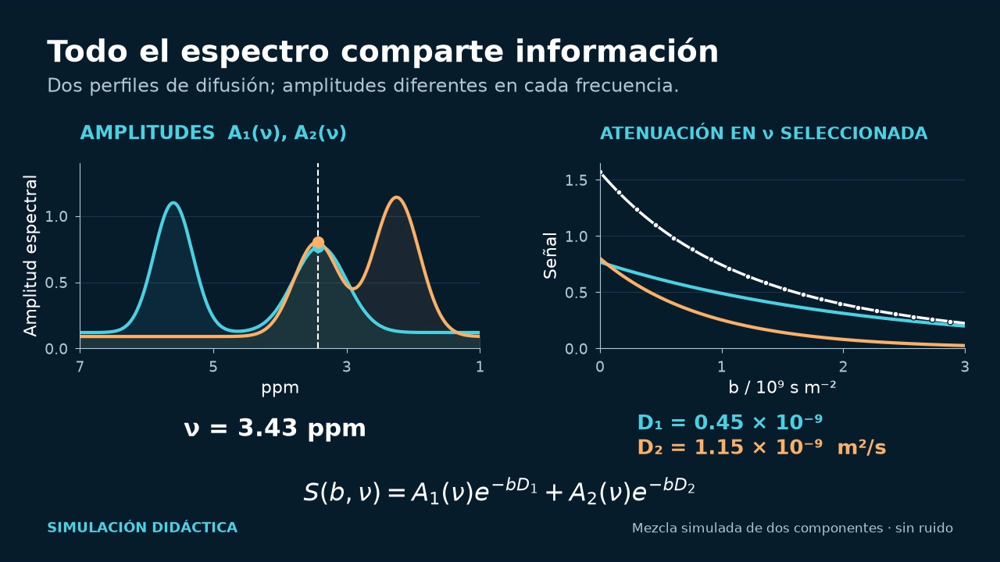 Todo el espectro comparte información
Dos perfiles de difusión; amplitudes diferentes en cada frecuencia.
AMPLITUDES A₁(ν), A₂(ν)
Amplitud espectral
1.0
0.5
0.0
7 5 3 1
ppm
ν = 3.43 ppm
ATENUACIÓN EN ν SELECCIONADA
Señal
1.5
1.0
0.5
0.0
0 1 2 3
b / 10⁹ s m⁻²
D₁ = 0.45 × 10⁻⁹
D₂ = 1.15 × 10⁻⁹ m²/s
S(b, ν) = A₁(ν)e^{−bD₁} + A₂(ν)e^{−bD₂}
SIMULACIÓN DIDÁCTICA
Mezcla simulada de dos componentes · sin ruido